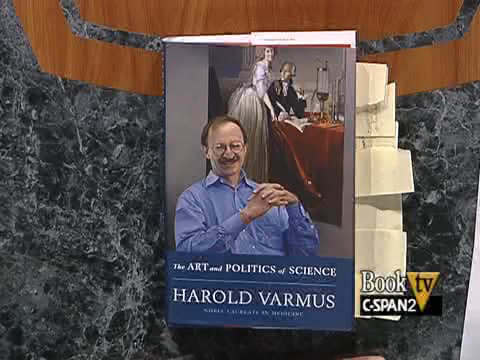 The ART and POLITICS of SCIENCE
HAROLD VARMUS
NOBEL LAUREATE IN MEDICINE
Book tv
C-SPAN2